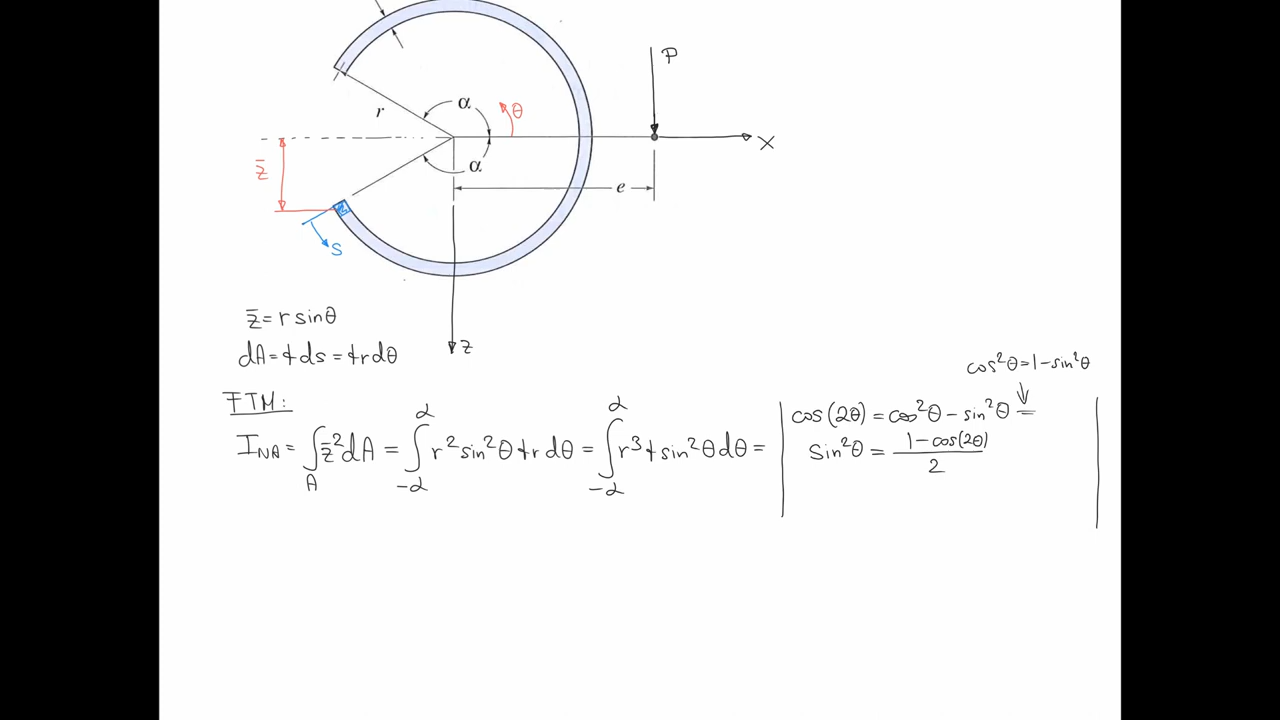 P
α
θ
r
X
z̄
α
e
s
z̄ = r sinθ
dA = t ds = t r dθ
z
cos²θ = 1 - sin²θ
FTM:
I_NA = ∫_A z̄² dA = ∫_{-α}^{α} r² sin²θ t r dθ = ∫_{-α}^{α} r³ t sin²θ dθ = | cos(2θ) = cos²θ - sin²θ = |
sin²θ = (1 - cos(2θ))/2